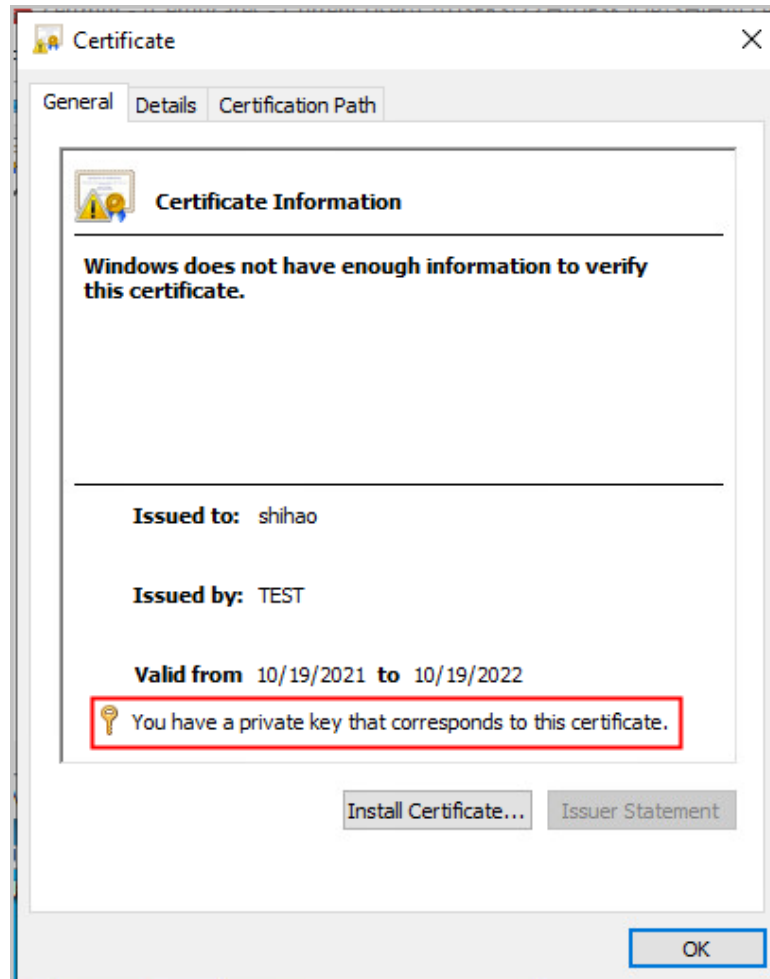 Certificate
General Details Certification Path
Certificate Information
Windows does not have enough information to verify
this certificate.
Issued to: shihao
Issued by: TEST
Valid from 10/19/2021 to 10/19/2022
You have a private key that corresponds to this certificate.
Install Certificate... Issuer Statement
OK